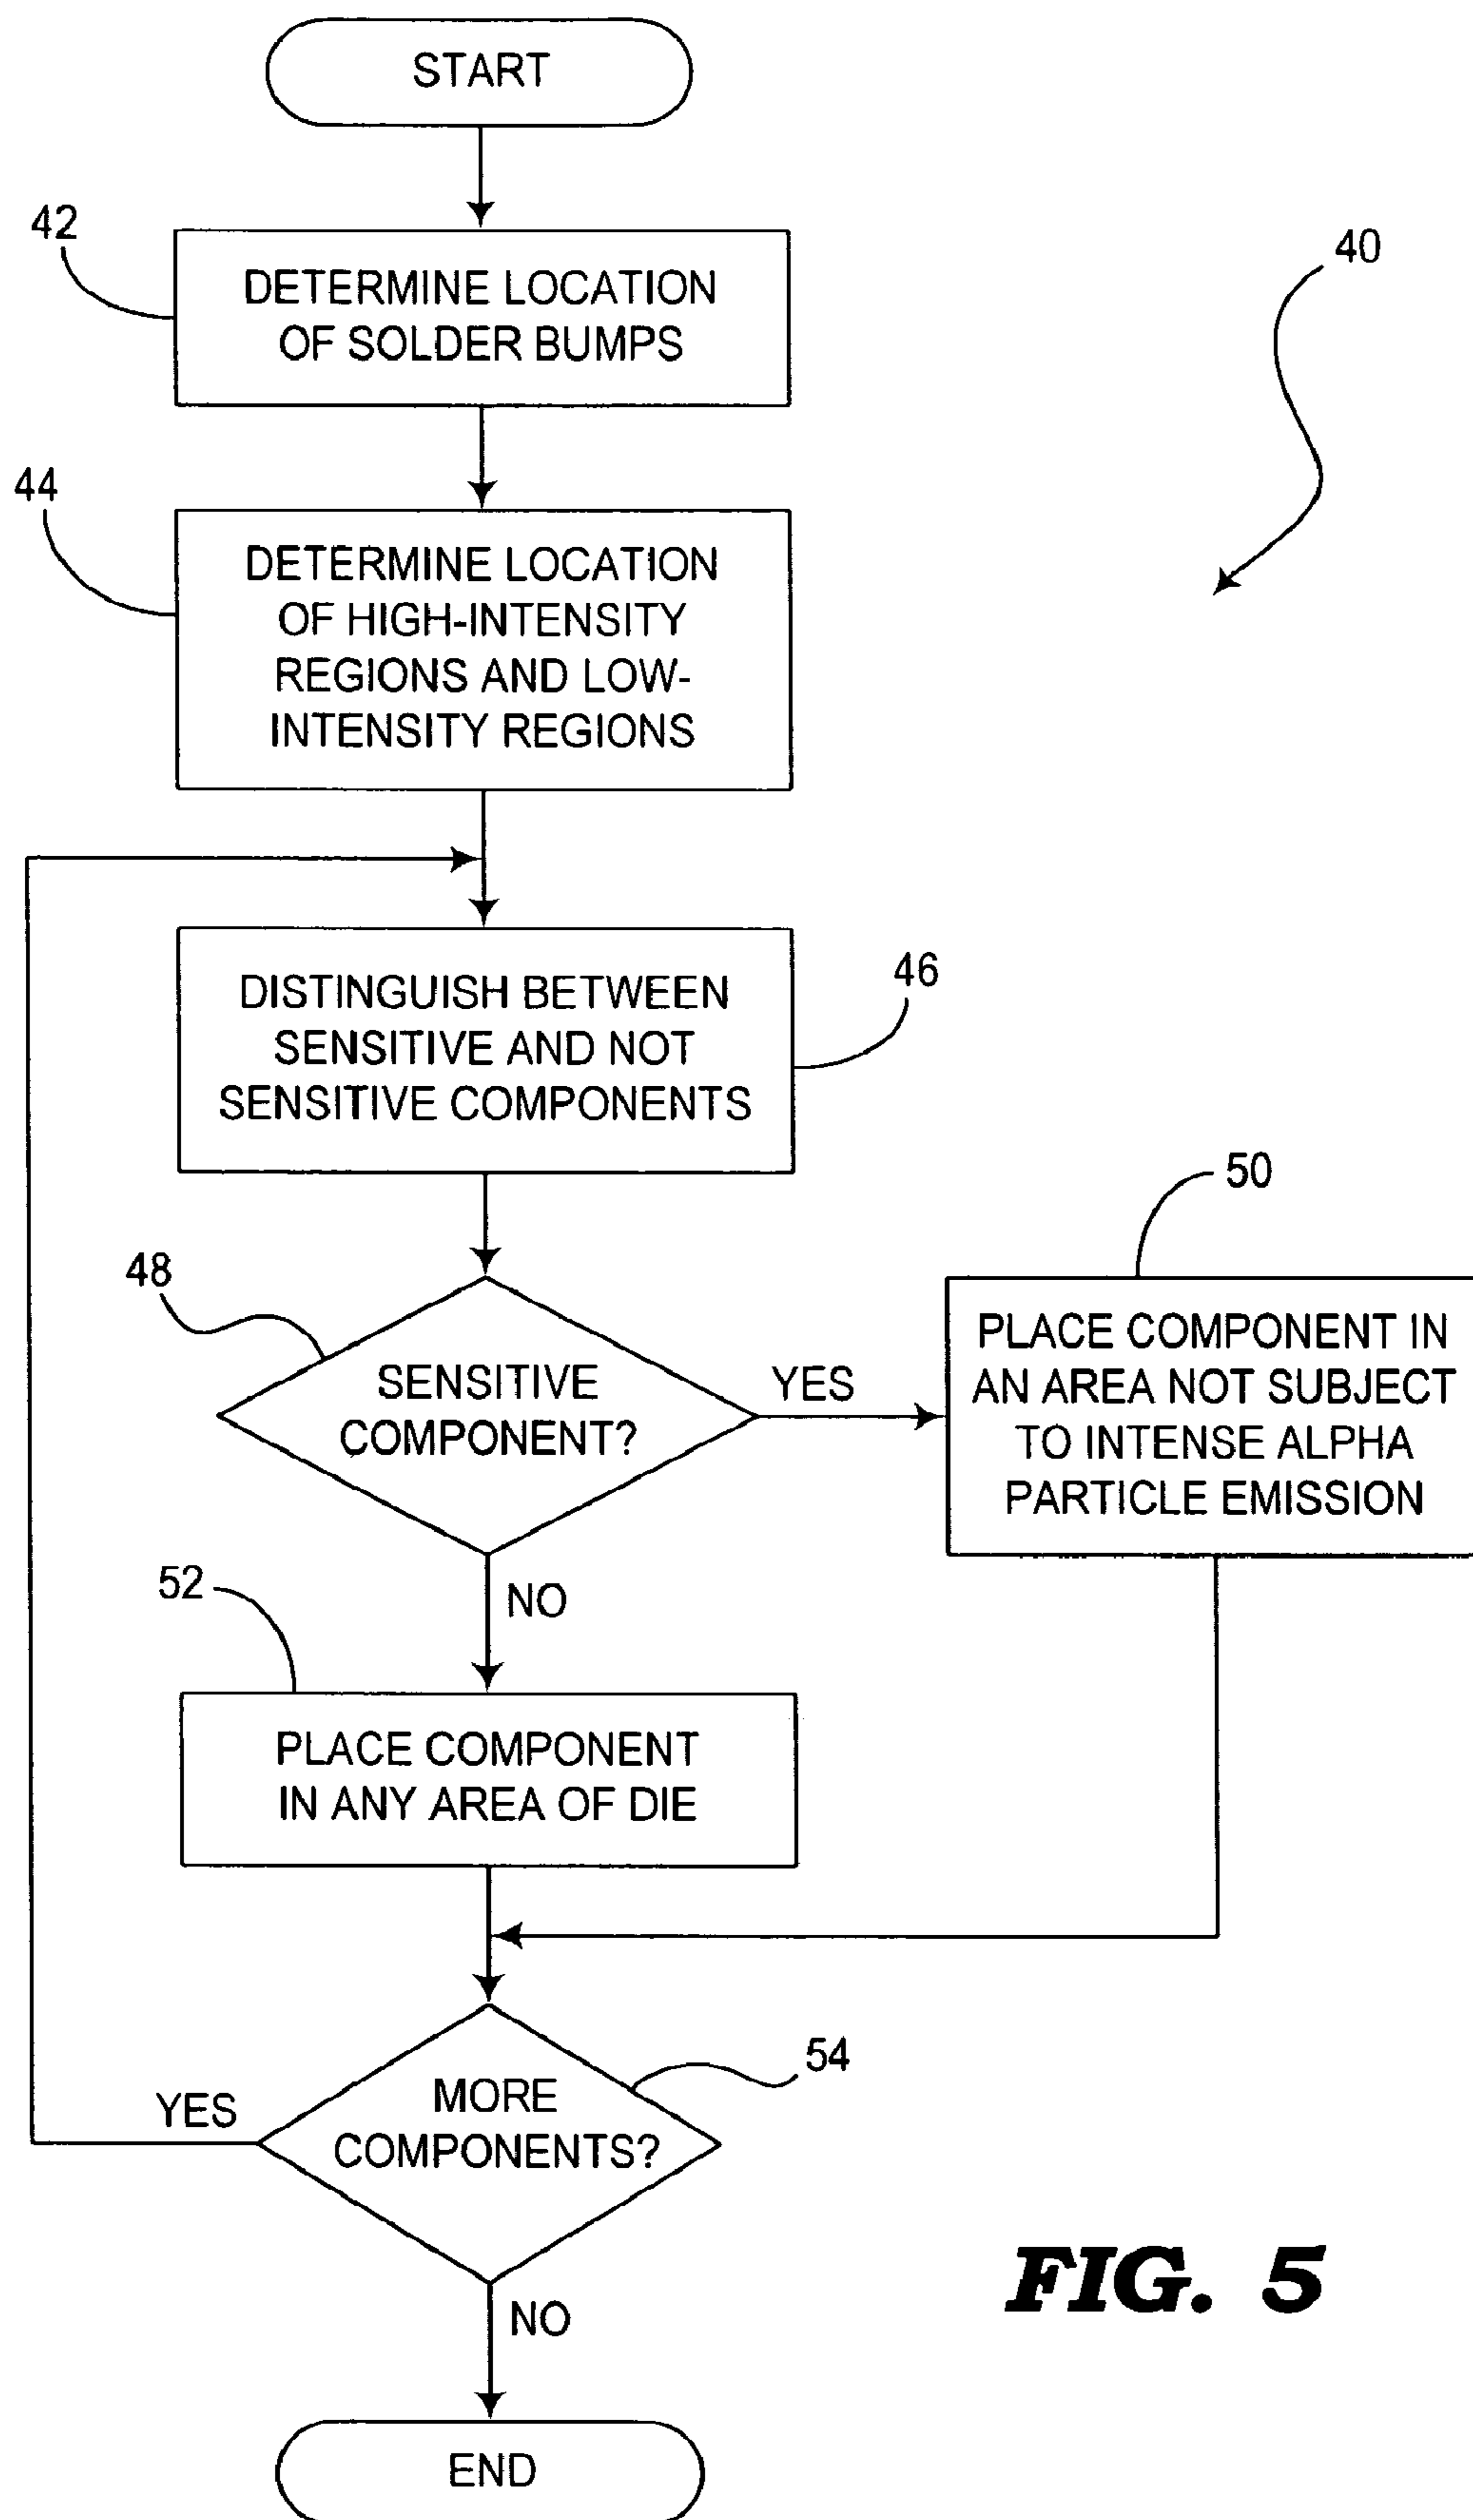 START
42
DETERMINE LOCATION
OF SOLDER BUMPS
40
44
DETERMINE LOCATION
OF HIGH-INTENSITY
REGIONS AND LOW-
INTENSITY REGIONS
46
DISTINGUISH BETWEEN
SENSITIVE AND NOT
SENSITIVE COMPONENTS
48
SENSITIVE
COMPONENT?
YES
50
PLACE COMPONENT IN
AN AREA NOT SUBJECT
TO INTENSE ALPHA
PARTICLE EMISSION
NO
52
PLACE COMPONENT
IN ANY AREA OF DIE
54
MORE
COMPONENTS?
YES
NO
END
FIG. 5